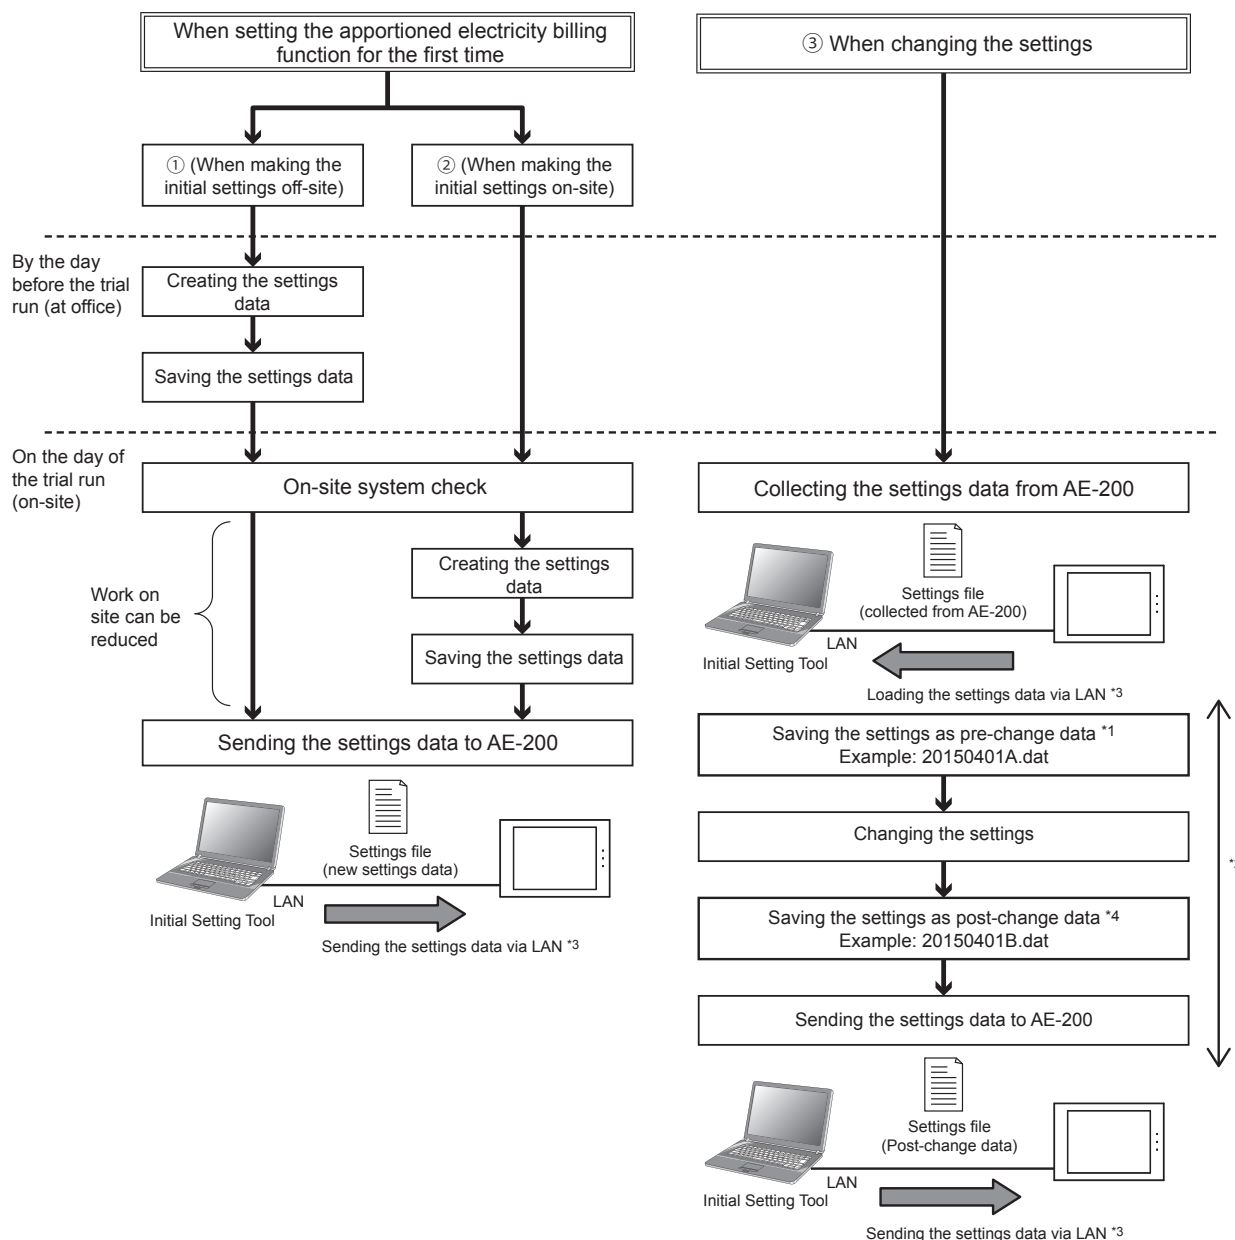 When setting the apportioned electricity billing
function for the first time
③ When changing the settings
① (When making the
initial settings off-site)
② (When making the
initial settings on-site)
By the day
before the trial
run (at office)
Creating the settings
data
Saving the settings data
On the day of
the trial run
(on-site)
On-site system check
Work on
site can be
reduced
Creating the settings
data
Saving the settings data
Sending the settings data to AE-200
Settings file
(new settings data)
LAN
Initial Setting Tool
Sending the settings data via LAN *3
Collecting the settings data from AE-200
Settings file
(collected from AE-200)
LAN
Initial Setting Tool
Loading the settings data via LAN *3
Saving the settings as pre-change data *1
Example: 20150401A.dat
Changing the settings
Saving the settings as post-change data *4
Example: 20150401B.dat
Sending the settings data to AE-200
Settings file
(Post-change data)
LAN
Initial Setting Tool
Sending the settings data via LAN *3